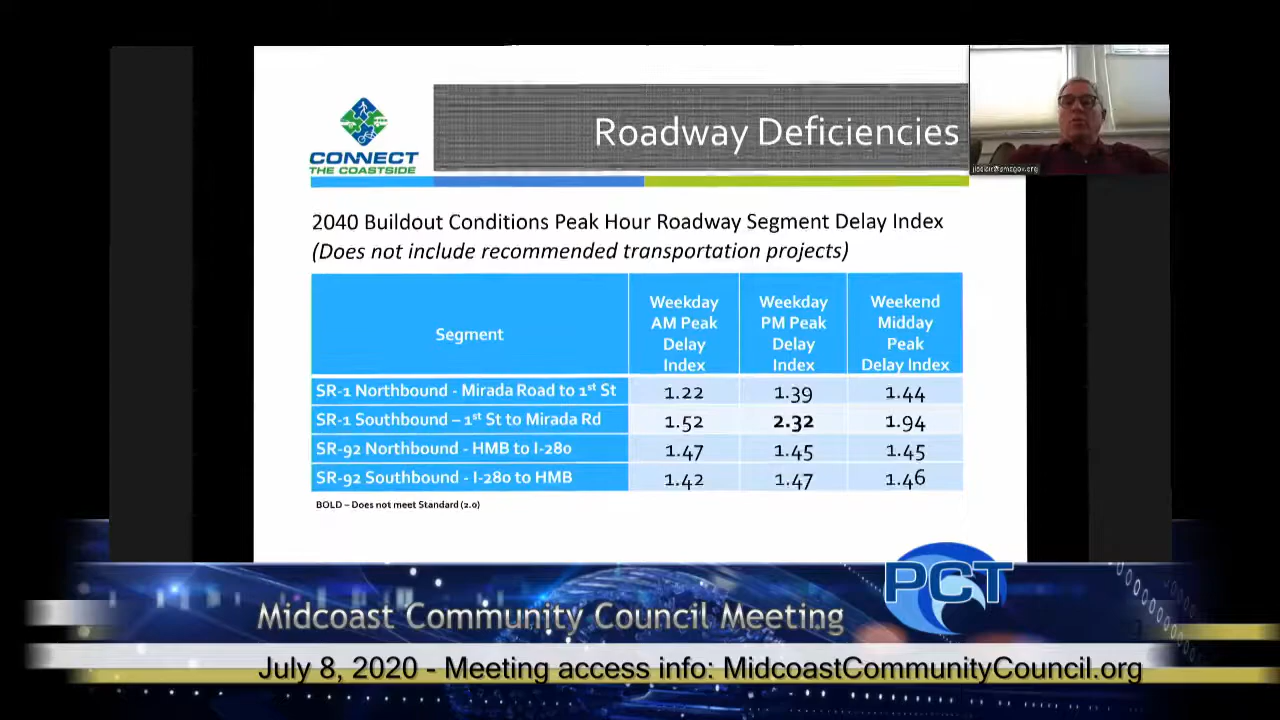 CONNECT
THE COASTSIDE
Roadway Deficiencies
2040 Buildout Conditions Peak Hour Roadway Segment Delay Index
(Does not include recommended transportation projects)
Segment
Weekday
AM Peak
Delay
Index
Weekday
PM Peak
Delay
Index
Weekend
Midday
Peak
Delay Index
SR-1 Northbound - Mirada Road to 1st St 1.22 1.39 1.44
SR-1 Southbound – 1st St to Mirada Rd 1.52 2.32 1.94
SR-92 Northbound - HMB to I-280 1.47 1.45 1.45
SR-92 Southbound - I-280 to HMB 1.42 1.47 1.46
BOLD – Does not meet Standard (2.0)
PCT
Midcoast Community Council Meeting
July 8, 2020 - Meeting access info: MidcoastCommunityCouncil.org